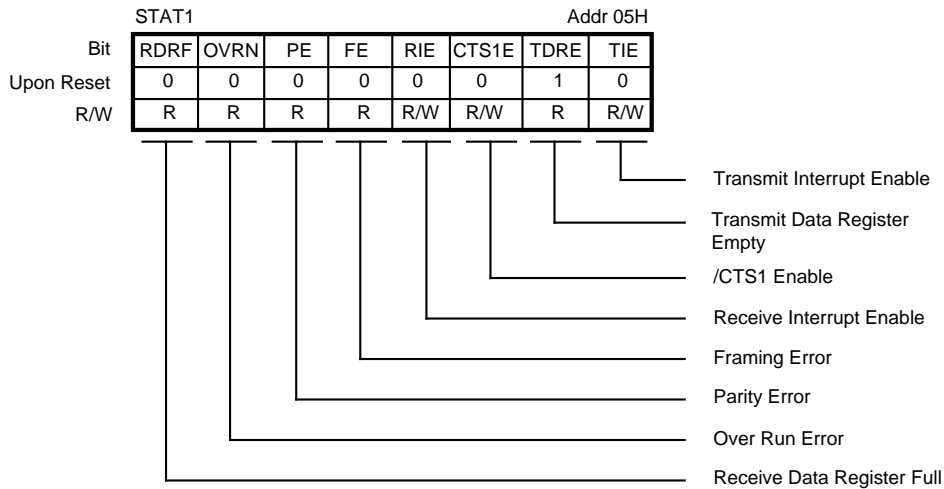 STAT1 Addr 05H
Bit RDRF OVRN PE FE RIE CTS1E TDRE TIE
Upon Reset 0 0 0 0 0 0 1 0
R/W R R R R R/W R/W R R/W
Transmit Interrupt Enable
Transmit Data Register
Empty
/CTS1 Enable
Receive Interrupt Enable
Framing Error
Parity Error
Over Run Error
Receive Data Register Full